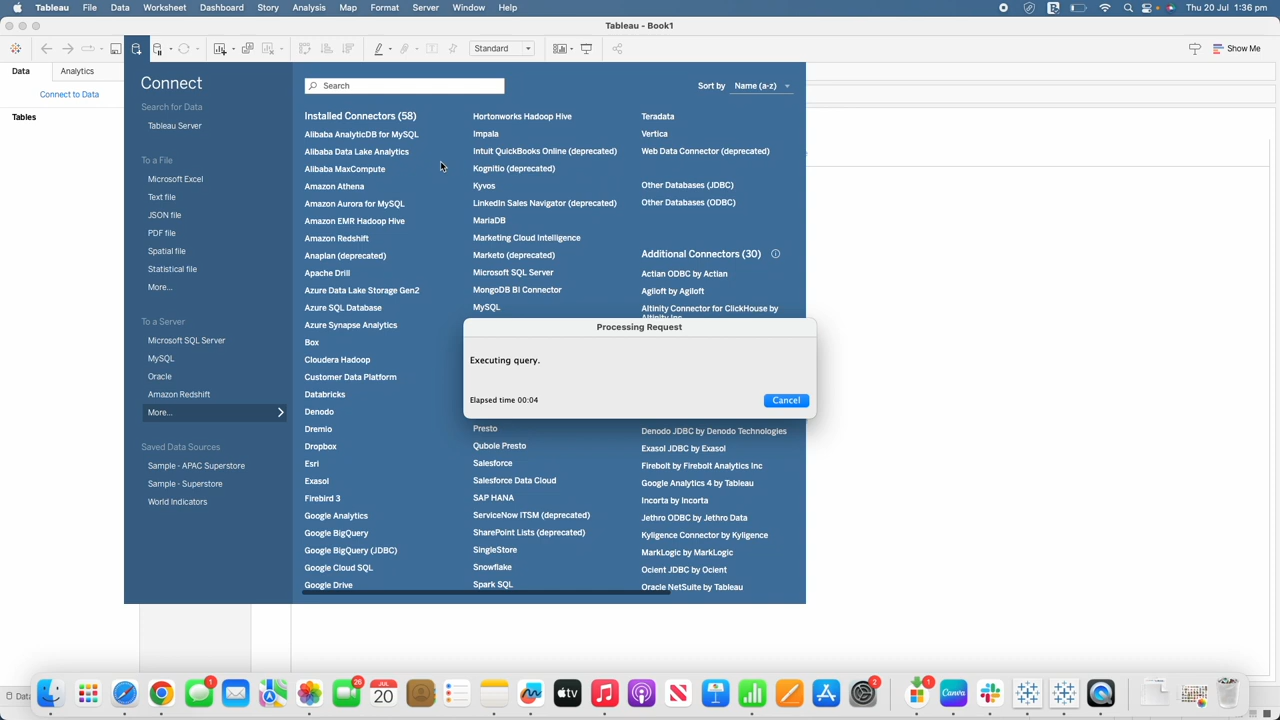 Tableau File Data Worksheet Dashboard Story Analysis Map Format Server Window Help
Thu 20 Jul 1:36 pm
Tableau - Book1
Standard
Show Me
Data Analytics
Connect to Data
Tables
Connect
Search for Data
Tableau Server
To a File
Microsoft Excel
Text file
JSON file
PDF file
Spatial file
Statistical file
More...
To a Server
Microsoft SQL Server
MySQL
Oracle
Amazon Redshift
More...
Saved Data Sources
Sample - APAC Superstore
Sample - Superstore
World Indicators
Search
Sort by Name (a-z)
Installed Connectors (58)
Alibaba AnalyticDB for MySQL
Alibaba Data Lake Analytics
Alibaba MaxCompute
Amazon Athena
Amazon Aurora for MySQL
Amazon EMR Hadoop Hive
Amazon Redshift
Anaplan (deprecated)
Apache Drill
Azure Data Lake Storage Gen2
Azure SQL Database
Azure Synapse Analytics
Box
Cloudera Hadoop
Customer Data Platform
Databricks
Denodo
Dremio
Dropbox
Esri
Exasol
Firebird 3
Google Analytics
Google BigQuery
Google BigQuery (JDBC)
Google Cloud SQL
Google Drive
Hortonworks Hadoop Hive
Impala
Intuit QuickBooks Online (deprecated)
Kognitio (deprecated)
Kyvos
LinkedIn Sales Navigator (deprecated)
MariaDB
Marketing Cloud Intelligence
Marketo (deprecated)
Microsoft SQL Server
MongoDB BI Connector
MySQL
Presto
Qubole Presto
Salesforce
Salesforce Data Cloud
SAP HANA
ServiceNow ITSM (deprecated)
SharePoint Lists (deprecated)
SingleStore
Snowflake
Spark SQL
Teradata
Vertica
Web Data Connector (deprecated)
Other Databases (JDBC)
Other Databases (ODBC)
Additional Connectors (30)
Actian ODBC by Actian
Agiloft by Agiloft
Altinity Connector for ClickHouse by
Altinity Inc
Denodo JDBC by Denodo Technologies
Exasol JDBC by Exasol
Firebolt by Firebolt Analytics Inc
Google Analytics 4 by Tableau
Incorta by Incorta
Jethro ODBC by Jethro Data
Kyligence Connector by Kyligence
MarkLogic by MarkLogic
Ocient JDBC by Ocient
Oracle NetSuite by Tableau
Processing Request
Executing query.
Elapsed time 00:04
Cancel
Data
1
26
JUL
20
tv
2
1
Canva